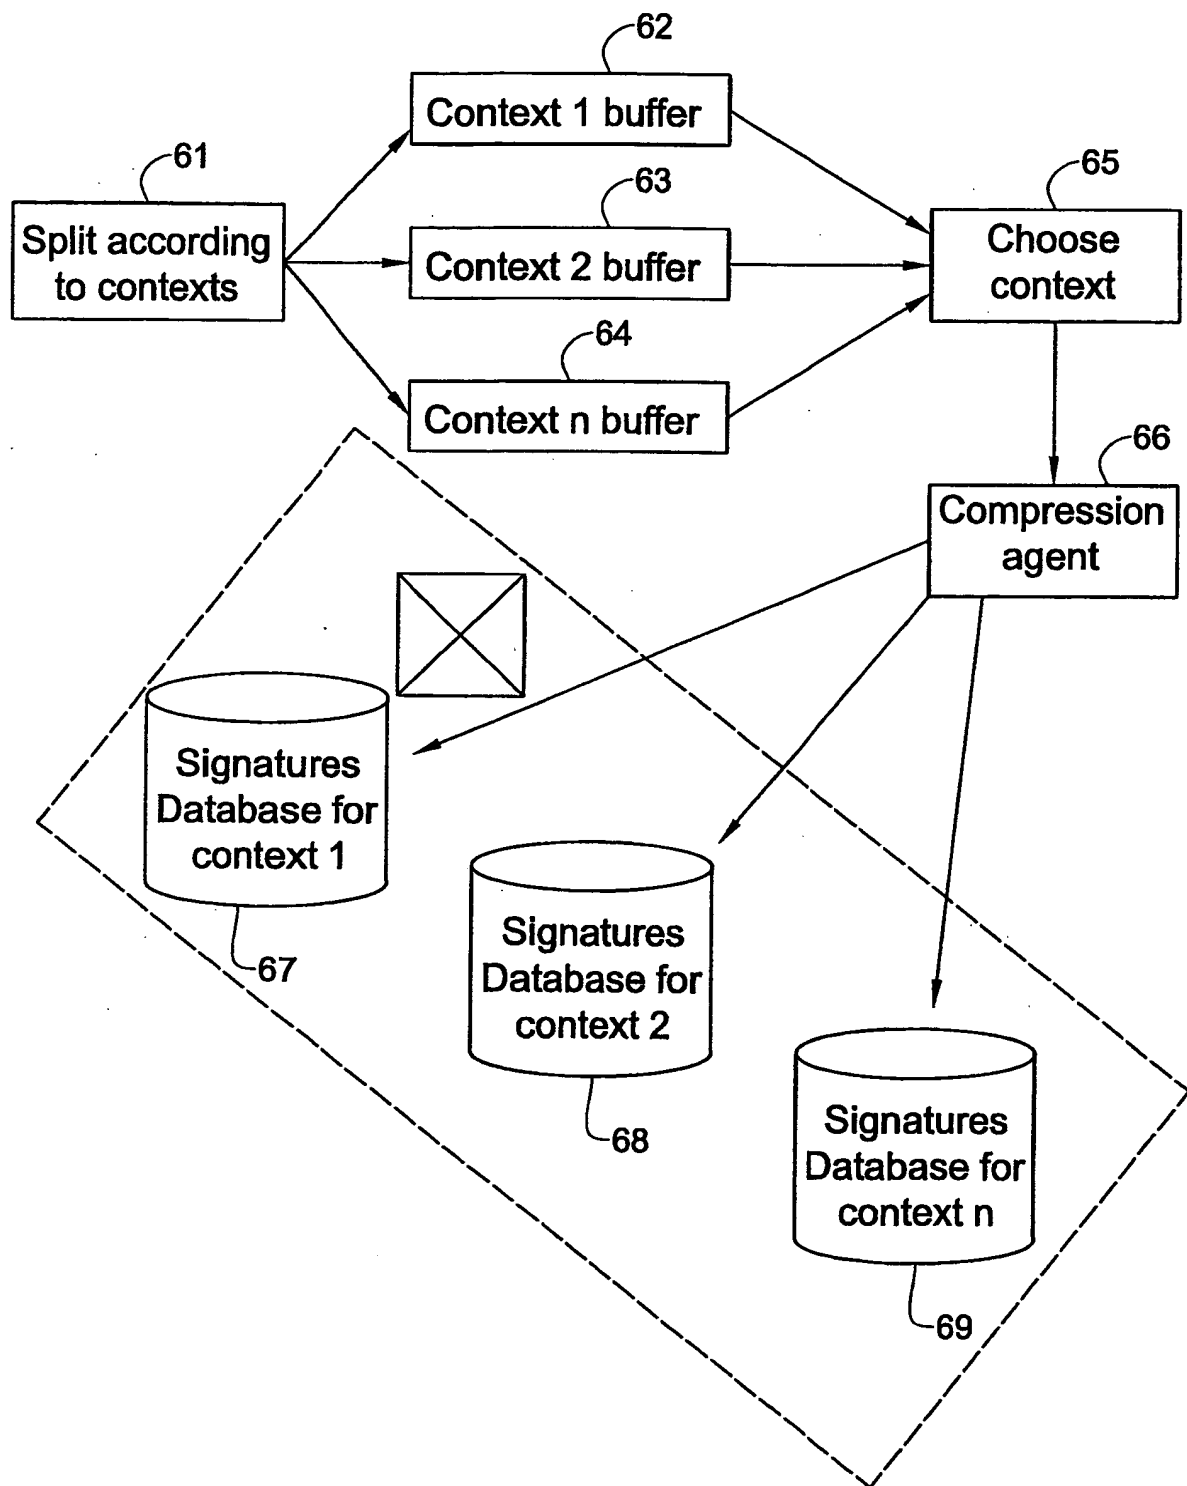 62
Context 1 buffer
61
Split according
to contexts
63
Context 2 buffer
65
Choose
context
64
Context n buffer
66
Compression
agent
Signatures
Database for
context 1
67
Signatures
Database for
context 2
68
Signatures
Database for
context n
69